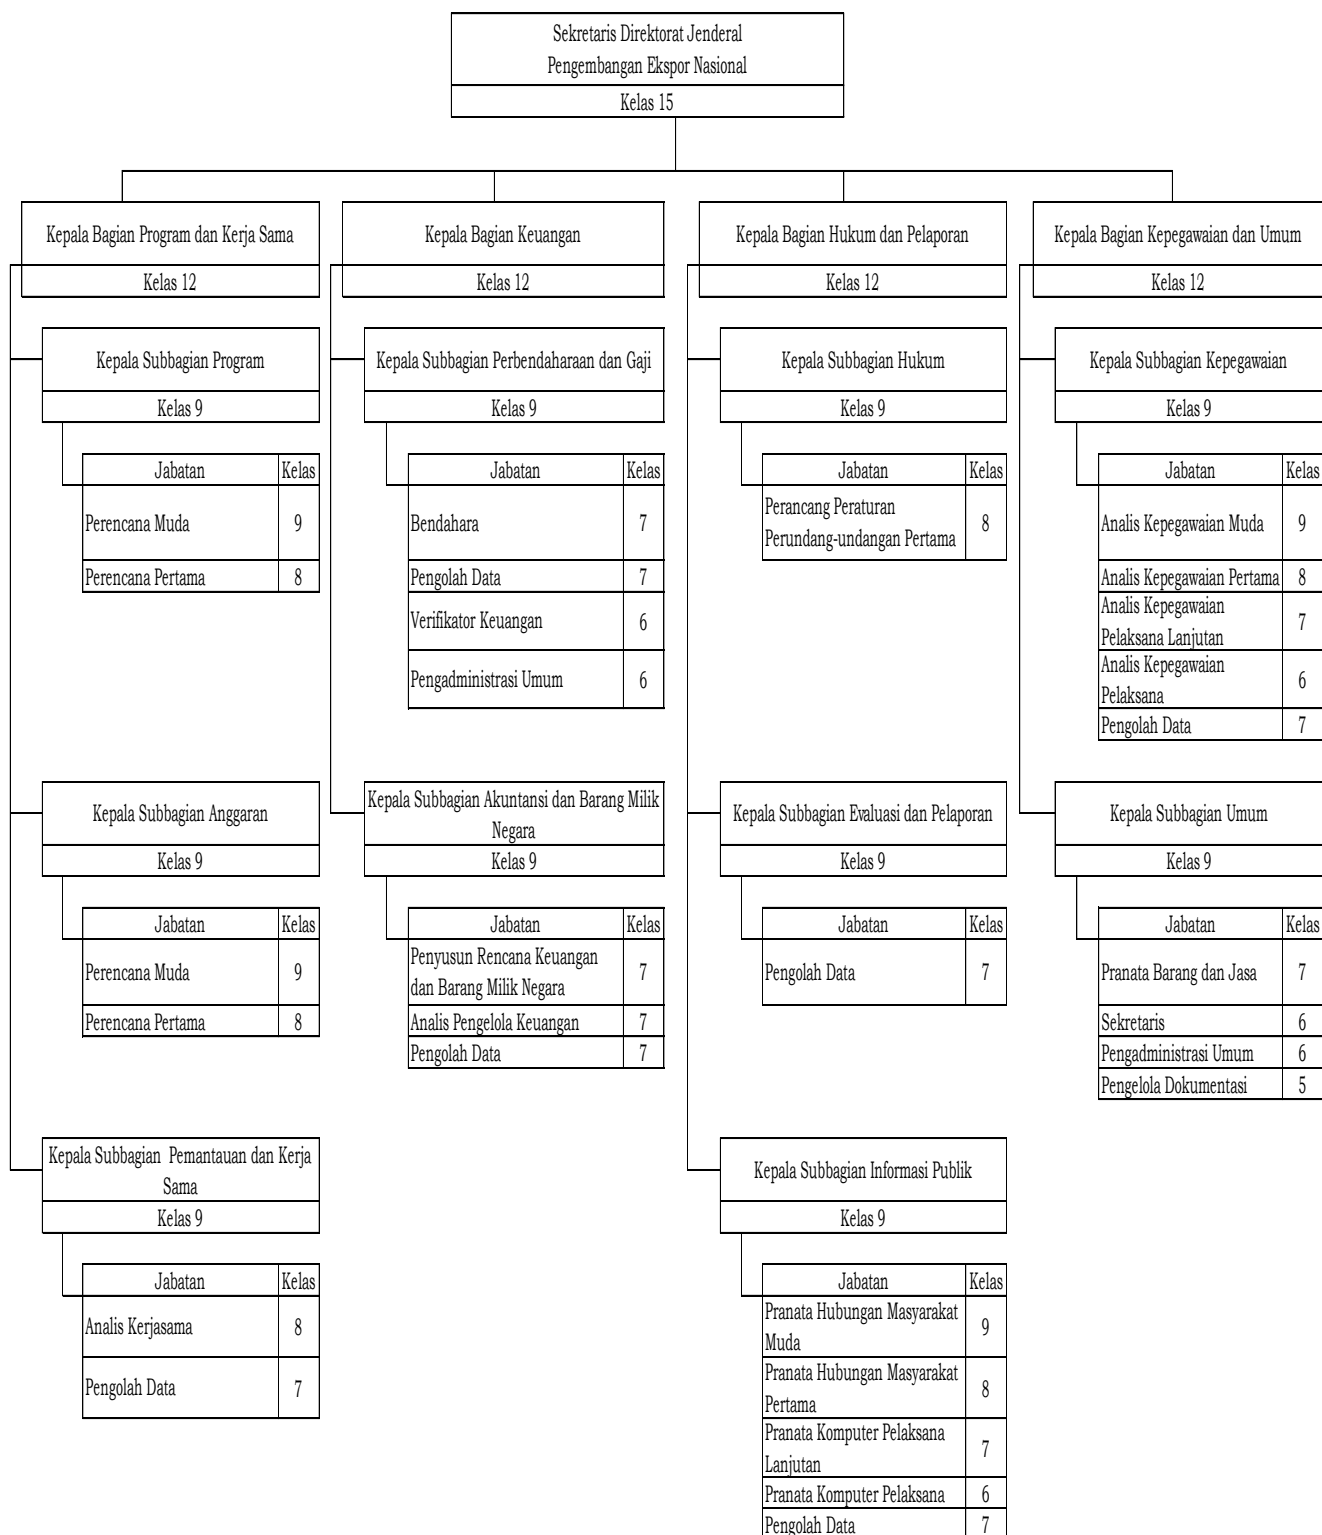 Sekretaris Direktorat Jenderal
Pengembangan Ekspor Nasional
Kelas 15
Kepala Bagian Program dan Kerja Sama
Kelas 12
Kepala Subbagian Program
Kelas 9
Jabatan Kelas
Perencana Muda 9
Perencana Pertama 8
Kepala Subbagian Anggaran
Kelas 9
Jabatan Kelas
Perencana Muda 9
Perencana Pertama 8
Kepala Subbagian Pemantauan dan Kerja
Sama
Kelas 9
Jabatan Kelas
Analis Kerjasama 8
Pengolah Data 7
Kepala Bagian Keuangan
Kelas 12
Kepala Subbagian Perbendaharaan dan Gaji
Kelas 9
Jabatan Kelas
Bendahara 7
Pengolah Data 7
Verifikator Keuangan 6
Pengadministrasi Umum 6
Kepala Subbagian Akuntansi dan Barang Milik
Negara
Kelas 9
Jabatan Kelas
Penyusun Rencana Keuangan
dan Barang Milik Negara 7
Analis Pengelola Keuangan 7
Pengolah Data 7
Kepala Bagian Hukum dan Pelaporan
Kelas 12
Kepala Subbagian Hukum
Kelas 9
Jabatan Kelas
Perancang Peraturan
Perundang-undangan Pertama 8
Kepala Subbagian Evaluasi dan Pelaporan
Kelas 9
Jabatan Kelas
Pengolah Data 7
Kepala Subbagian Informasi Publik
Kelas 9
Jabatan Kelas
Pranata Hubungan Masyarakat
Muda 9
Pranata Hubungan Masyarakat
Pertama 8
Pranata Komputer Pelaksana
Lanjutan 7
Pranata Komputer Pelaksana 6
Pengolah Data 7
Kepala Bagian Kepegawaian dan Umum
Kelas 12
Kepala Subbagian Kepegawaian
Kelas 9
Jabatan Kelas
Analis Kepegawaian Muda 9
Analis Kepegawaian Pertama 8
Analis Kepegawaian
Pelaksana Lanjutan 7
Analis Kepegawaian
Pelaksana 6
Pengolah Data 7
Kepala Subbagian Umum
Kelas 9
Jabatan Kelas
Pranata Barang dan Jasa 7
Sekretaris 6
Pengadministrasi Umum 6
Pengelola Dokumentasi 5